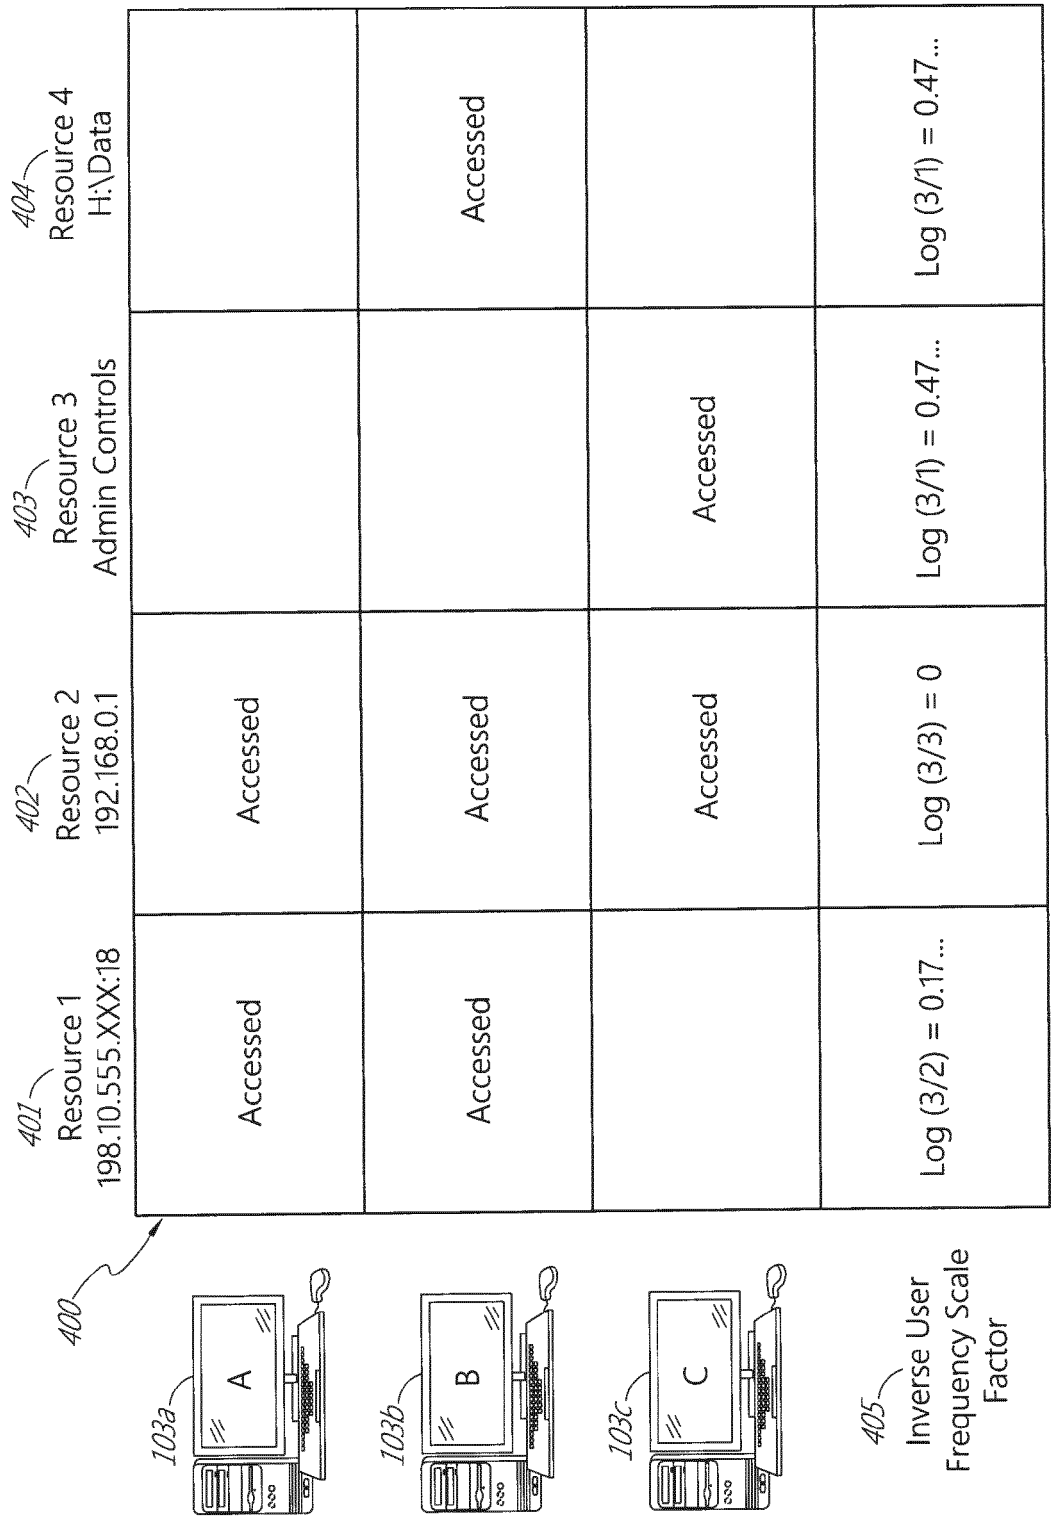 400
401
Resource 1
198.10.555.XXX:18
402
Resource 2
192.168.0.1
403
Resource 3
Admin Controls
404
Resource 4
H:\Data
103a
A
Accessed
Accessed
103b
B
Accessed
Accessed
Accessed
103c
C
Accessed
Accessed
405
Inverse User
Frequency Scale
Factor
Log (3/2) = 0.17...
Log (3/3) = 0
Log (3/1) = 0.47...
Log (3/1) = 0.47...